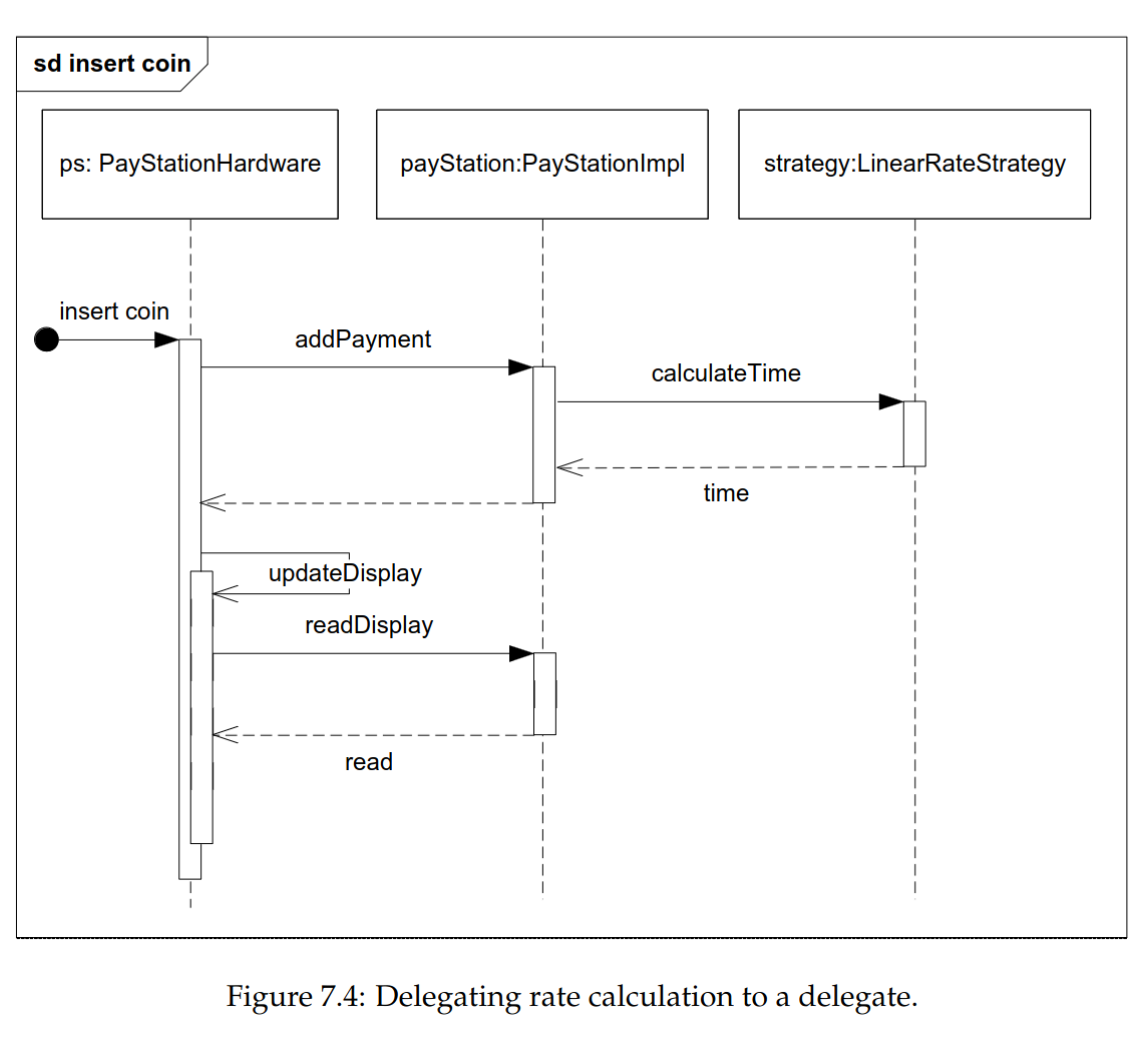 sd insert coin
ps: PayStationHardware
payStation:PayStationImpl
strategy:LinearRateStrategy
insert coin
addPayment
calculateTime
time
updateDisplay
readDisplay
read
Figure 7.4: Delegating rate calculation to a delegate.